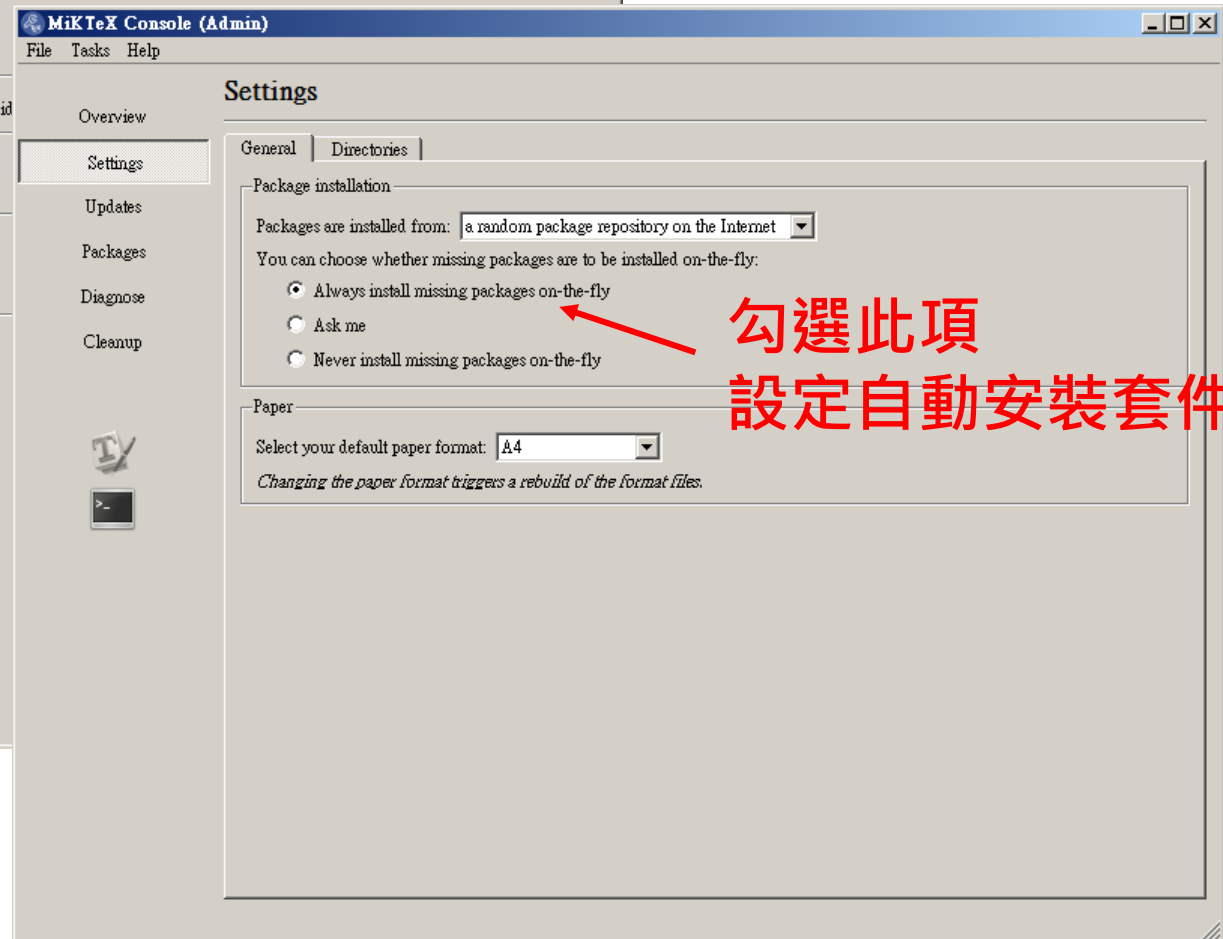 MiKTeX Console (Admin)
File Tasks Help
id
Overview
Settings
Updates
Packages
Diagnose
Cleanup
Settings
General Directories
Package installation
Packages are installed from: a random package repository on the Internet
You can choose whether missing packages are to be installed on-the-fly:
Always install missing packages on-the-fly
Ask me
Never install missing packages on-the-fly
勾選此項
設定自動安裝套件
Paper
Select your default paper format: A4
Changing the paper format triggers a rebuild of the format files.